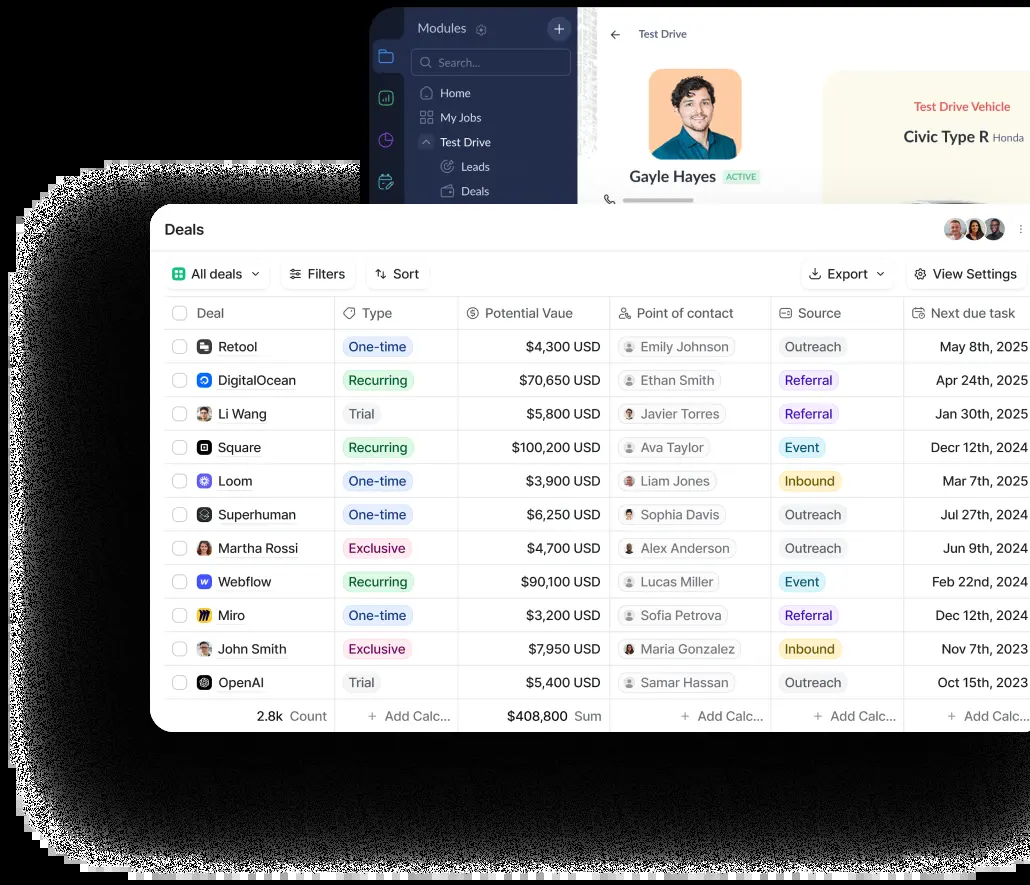 Modules
Search...
Home
My Jobs
Test Drive
Leads
Deals
Test Drive
Gayle Hayes ACTIVE
Test Drive Vehicle
Civic Type R Honda
Deals
All deals Filters Sort Export View Settings
Deal Type Potential Vaue Point of contact Source Next due task
Retool One-time $4,300 USD Emily Johnson Outreach May 8th, 2025
DigitalOcean Recurring $70,650 USD Ethan Smith Referral Apr 24th, 2025
Li Wang Trial $5,800 USD Javier Torres Referral Jan 30th, 2025
Square Recurring $100,200 USD Ava Taylor Event Decr 12th, 2024
Loom One-time $3,900 USD Liam Jones Inbound Mar 7th, 2025
Superhuman One-time $6,250 USD Sophia Davis Outreach Jul 27th, 2024
Martha Rossi Exclusive $4,700 USD Alex Anderson Outreach Jun 9th, 2024
Webflow Recurring $90,100 USD Lucas Miller Event Feb 22nd, 2024
Miro One-time $3,200 USD Sofia Petrova Referral Dec 12th, 2024
John Smith Exclusive $7,950 USD Maria Gonzalez Inbound Nov 7th, 2023
OpenAI Trial $5,400 USD Samar Hassan Outreach Oct 15th, 2023
2.8k Count + Add Calc... $408,800 Sum + Add Calc... + Add Calc... + Add Calc...